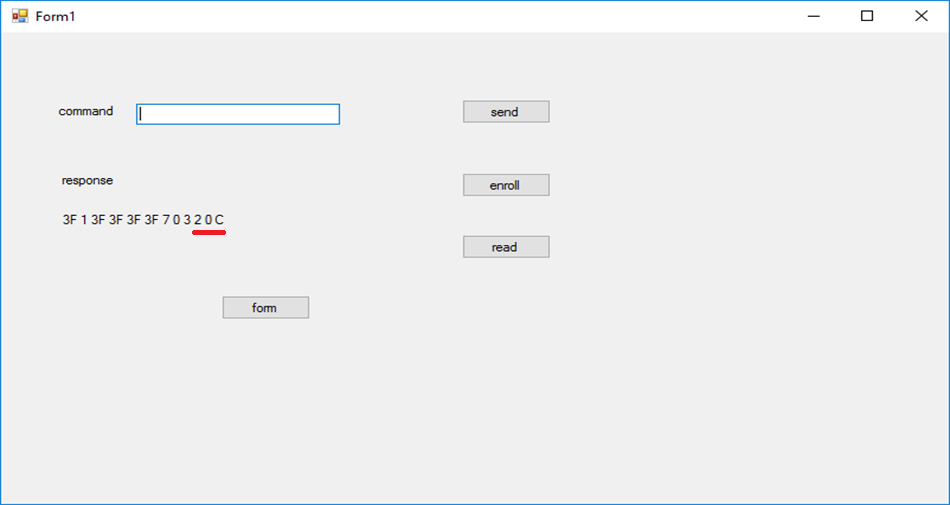 Form1
command
send
response
enroll
3F 1 3F 3F 3F 3F 7 0 3 2 0 C
read
form